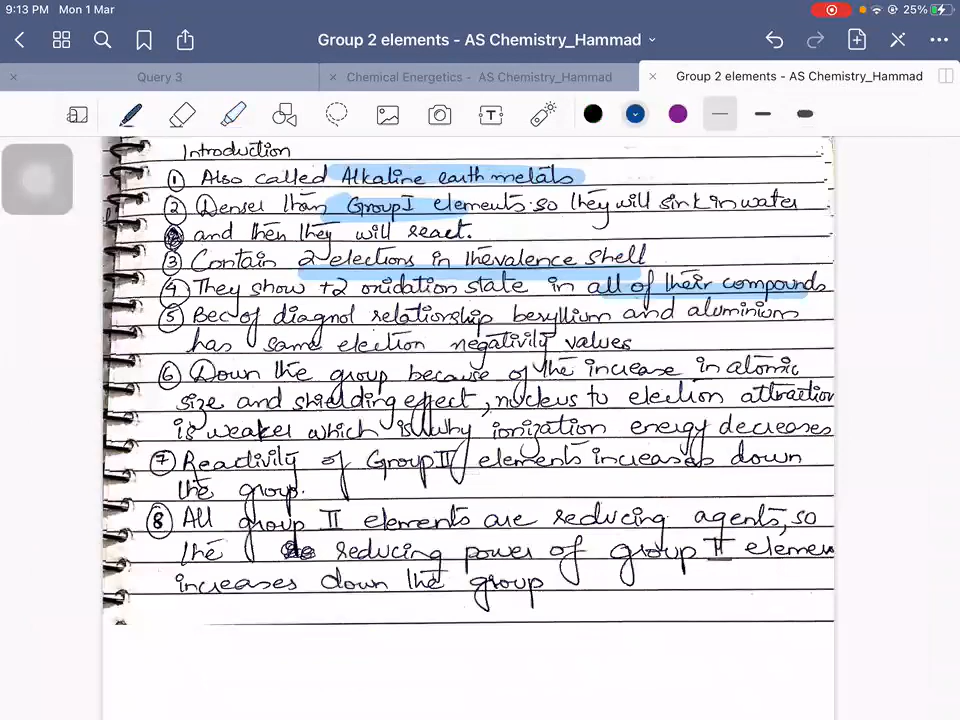 9:13 PM Mon 1 Mar 25%
Group 2 elements - AS Chemistry_Hammad
Query 3
Chemical Energetics - AS Chemistry_Hammad
Group 2 elements - AS Chemistry_Hammad
Introduction
① Also called Alkaline earth metals
② Denser than Group I elements so they will sink in water
and then they will react.
③ Contain 2 electrons in the valence shell
④ They show +2 oxidation state in all of their compounds
⑤ Bec of diagnol relationship beryllium and aluminium
has same electron negativity values
⑥ Down the group because of the increase in atomic
size and shielding effect, nucleus to electron attraction
is weaker which is why ionization energy decreases
⑦ Reactivity of Group II elements increases down
the group.
⑧ All group II elements are reducing agents, so
the reducing power of group II elemen
increases down the group